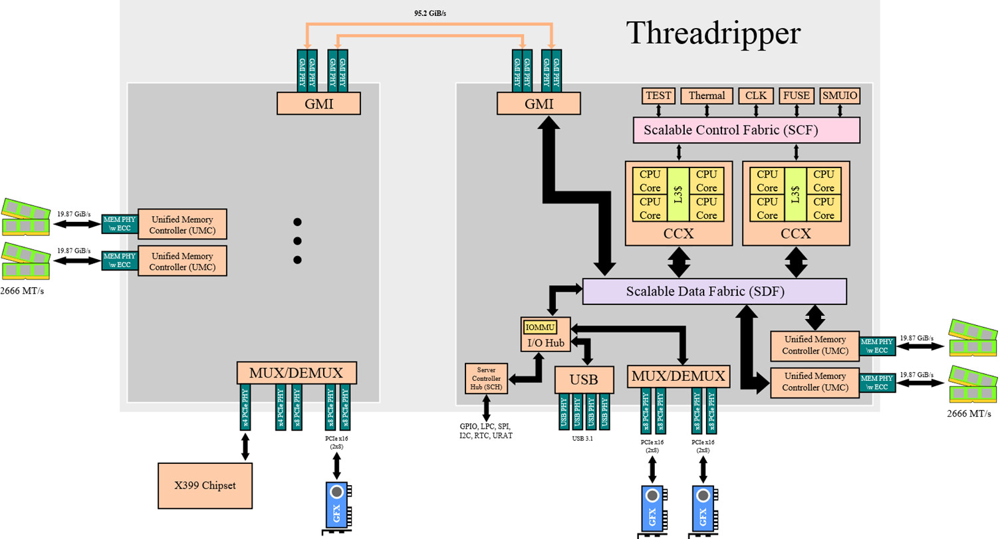 95.2 GiB/s
Threadripper
GMI PHY
GMI PHY
GMI PHY
GMI PHY
GMI
GMI PHY
GMI PHY
GMI PHY
GMI PHY
GMI
TEST
Thermal
CLK
FUSE
SMUIO
Scalable Control Fabric (SCF)
CPU
Core
CPU
Core
L3$
CPU
Core
CPU
Core
CCX
CPU
Core
CPU
Core
L3$
CPU
Core
CPU
Core
CCX
19.87 GiB/s
MEM PHY
\w ECC
Unified Memory
Controller (UMC)
19.87 GiB/s
MEM PHY
\w ECC
Unified Memory
Controller (UMC)
2666 MT/s
Scalable Data Fabric (SDF)
IOMMU
I/O Hub
Unified Memory
Controller (UMC)
MEM PHY
\w ECC
19.87 GiB/s
Unified Memory
Controller (UMC)
MEM PHY
\w ECC
19.87 GiB/s
2666 MT/s
MUX/DEMUX
x4 PCIe PHY
x4 PCIe PHY
x8 PCIe PHY
x8 PCIe PHY
x8 PCIe PHY
PCIe x16
(2x8)
X399 Chipset
GFX
Server
Controller
Hub (SCH)
GPIO, LPC, SPI,
I2C, RTC, URAT
USB
USB PHY
USB PHY
USB PHY
USB PHY
USB 3.1
MUX/DEMUX
x8 PCIe PHY
x8 PCIe PHY
x8 PCIe PHY
x8 PCIe PHY
PCIe x16
(2x8)
PCIe x16
(2x8)
GFX
GFX